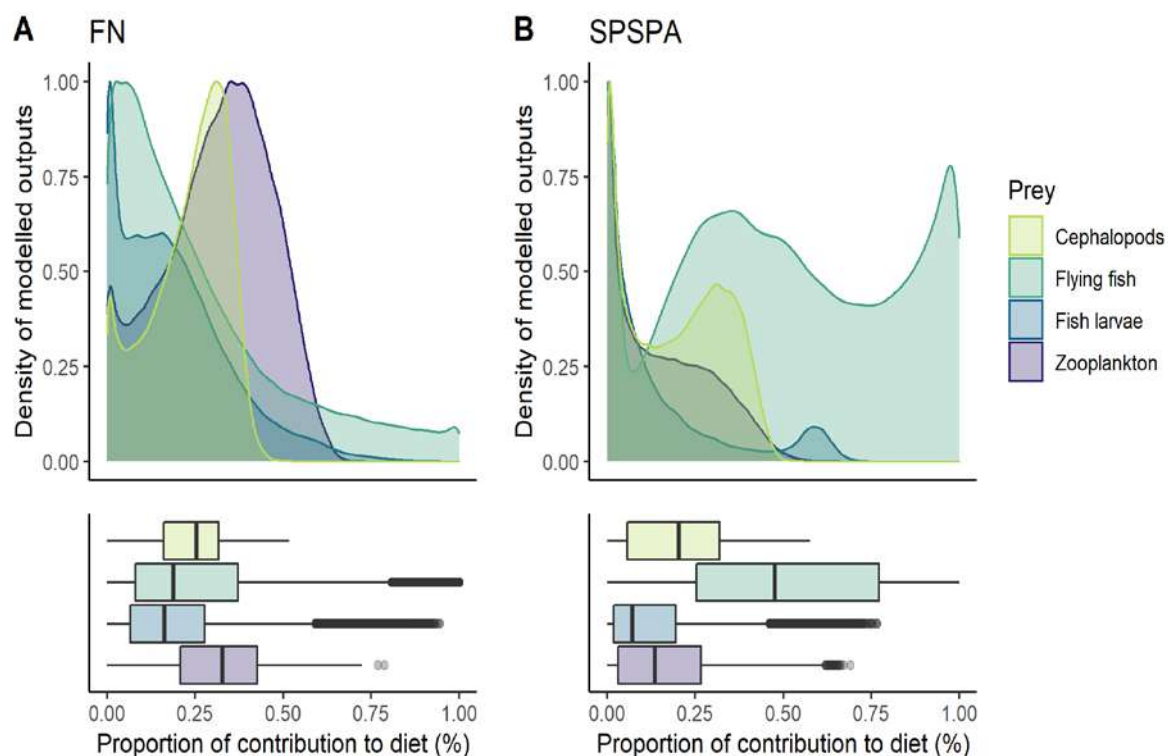 A FN
B SPSPA
Density of modelled outputs
1.00
0.75
0.50
0.25
0.00
Density of modelled outputs
1.00
0.75
0.50
0.25
0.00
Prey
Cephalopods
Flying fish
Fish larvae
Zooplankton
0.00 0.25 0.50 0.75 1.00
Proportion of contribution to diet (%)
0.00 0.25 0.50 0.75 1.00
Proportion of contribution to diet (%)